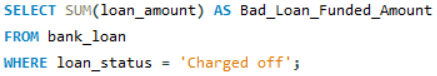 SELECT SUM(loan_amount) AS Bad_Loan_Funded_Amount
FROM bank_loan
WHERE loan_status = 'Charged off';